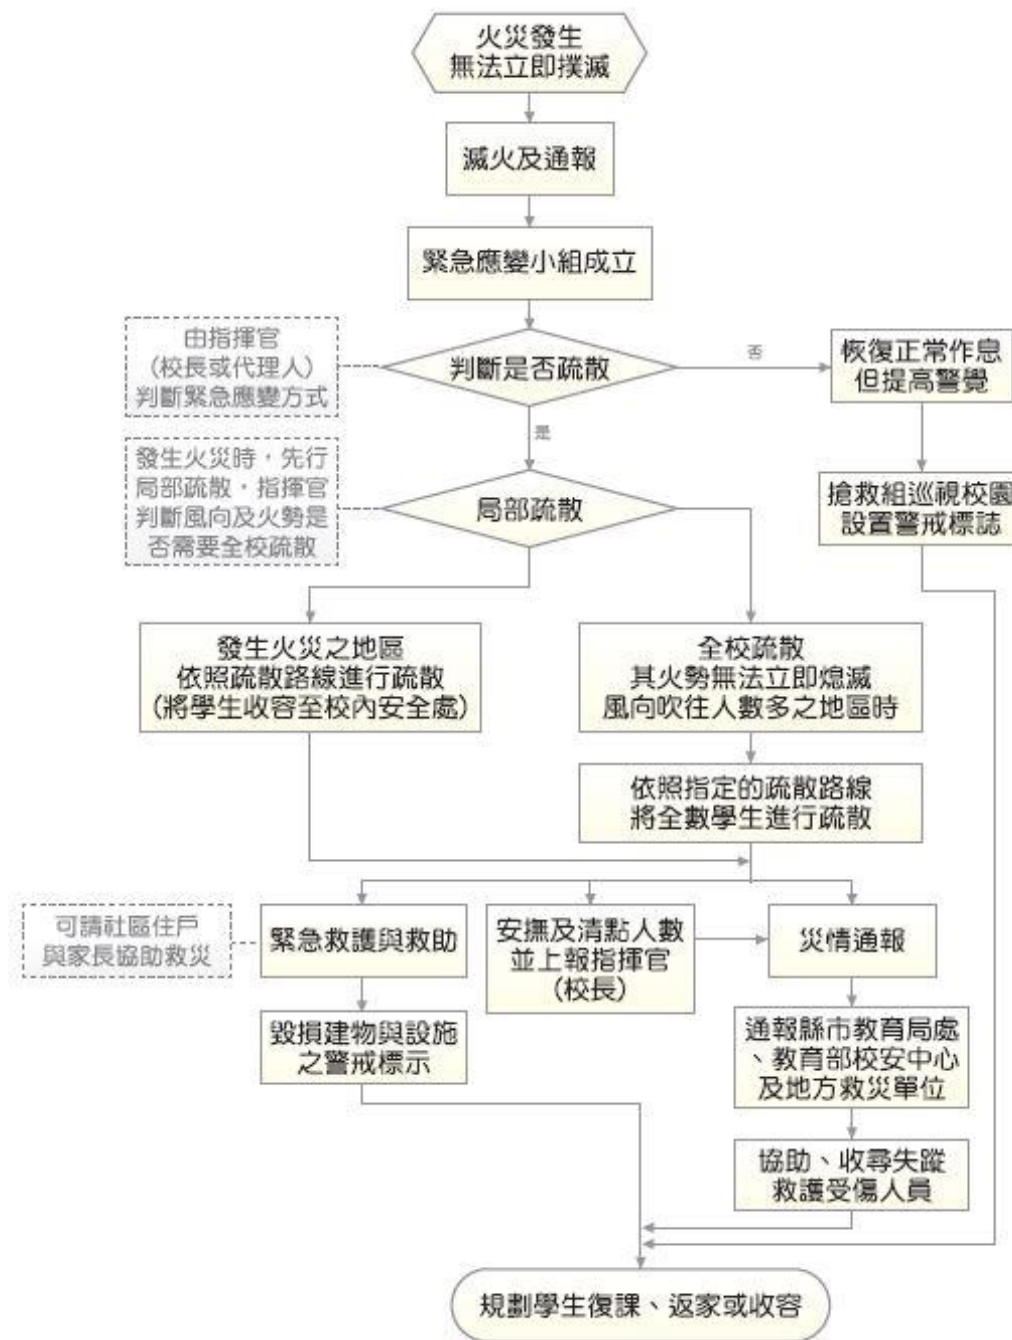 火災發生
無法立即撲滅
滅火及通報
緊急應變小組成立
由指揮官
（校長或代理人）
判斷緊急應變方式
判斷是否疏散
否
恢復正常作息
但提高警覺
是
發生火災時，先行
局部疏散，指揮官
判斷風向及火勢是
否需要全校疏散
局部疏散
搶救組巡視校園
設置警戒標誌
發生火災之地區
依照疏散路線進行疏散
（將學生收容至校內安全處）
全校疏散
其火勢無法立即熄滅
風向吹往人數多之地區時
依照指定的疏散路線
將全數學生進行疏散
可請社區住戶
與家長協助救災
緊急救護與救助
安撫及清點人數
並上報指揮官
（校長）
災情通報
毀損建物與設施
之警戒標示
通報縣市教育局處
、教育部校安中心
及地方救災單位
協助、收尋失蹤
救護受傷人員
規劃學生復課、返家或收容